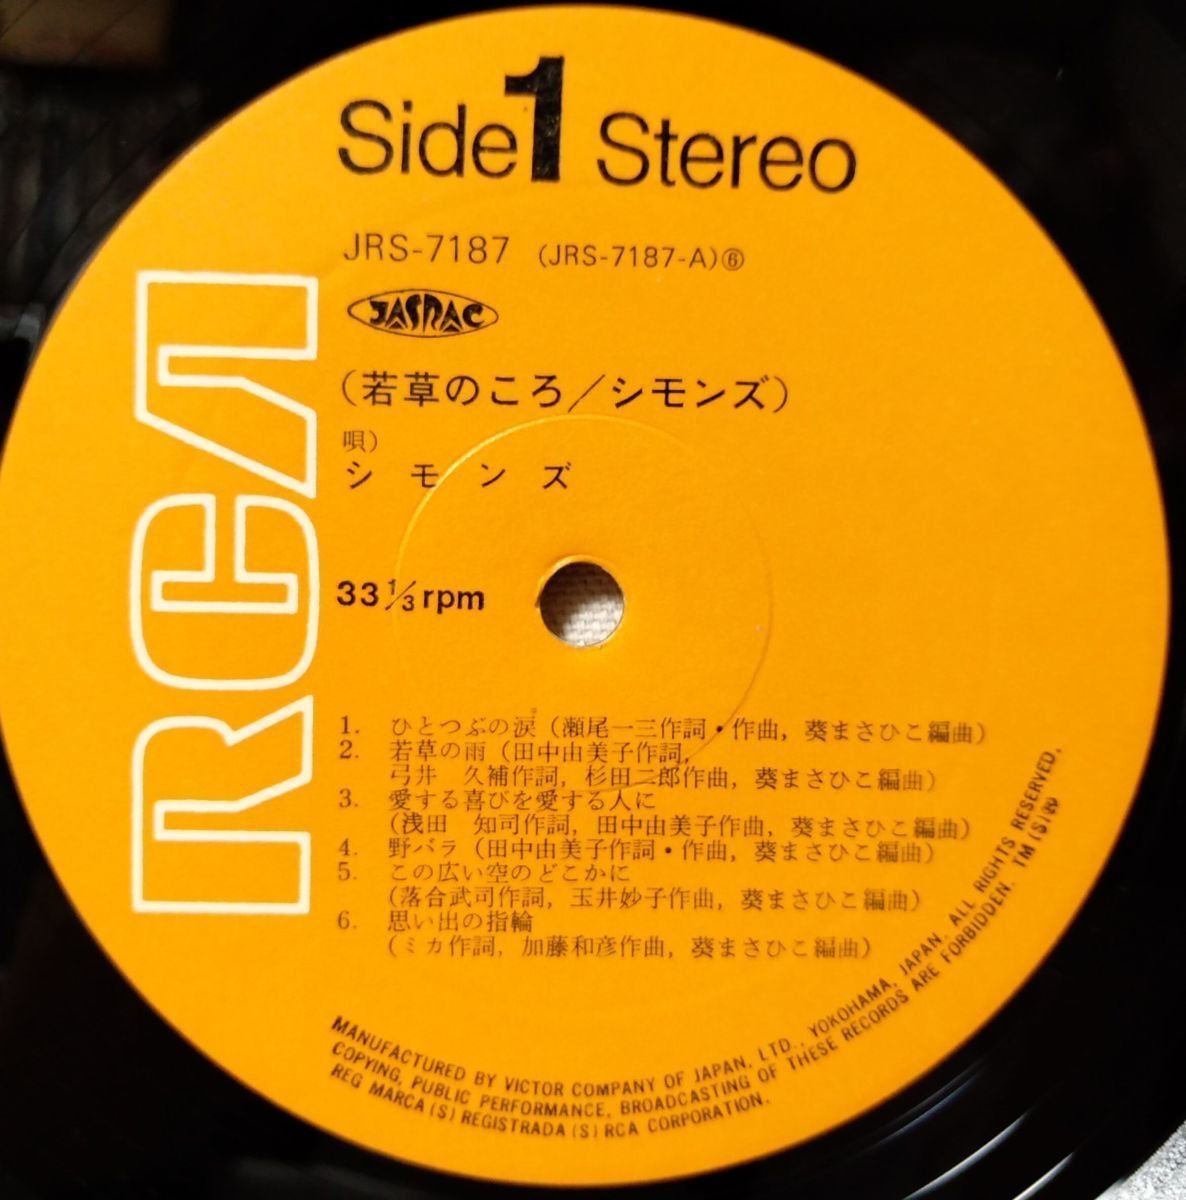 Side 1 Stereo
JRS-7187 (JRS-7187-A)⑥
JASRAC
(若草のころ/シモンズ)
唄)
シモンズ
RCA
33 1/3 rpm
1. ひとつぶの涙 (瀬尾一三作詞・作曲, 葵まさひこ編曲)
2. 若草の雨 (田中由美子作詞,
弓井 久補作詞, 杉田二郎作曲, 葵まさひこ編曲)
3. 愛する喜びを愛する人に
(浅田 知司作詞, 田中由美子作曲, 葵まさひこ編曲)
4. 野バラ (田中由美子作詞・作曲, 葵まさひこ編曲)
5. この広い空のどこかに
(落合武司作詞, 玉井妙子作曲, 葵まさひこ編曲)
6. 思い出の指輪
(ミカ作詞, 加藤和彦作曲, 葵まさひこ編曲)
MANUFACTURED BY VICTOR COMPANY OF JAPAN, LTD., YOKOHAMA, JAPAN. ALL RIGHTS RESERVED.
COPYING, PUBLIC PERFORMANCE, BROADCASTING OF THESE RECORDS ARE FORBIDDEN. TM (S)®
REG MARCA (S) REGISTRADA (S) RCA CORPORATION.